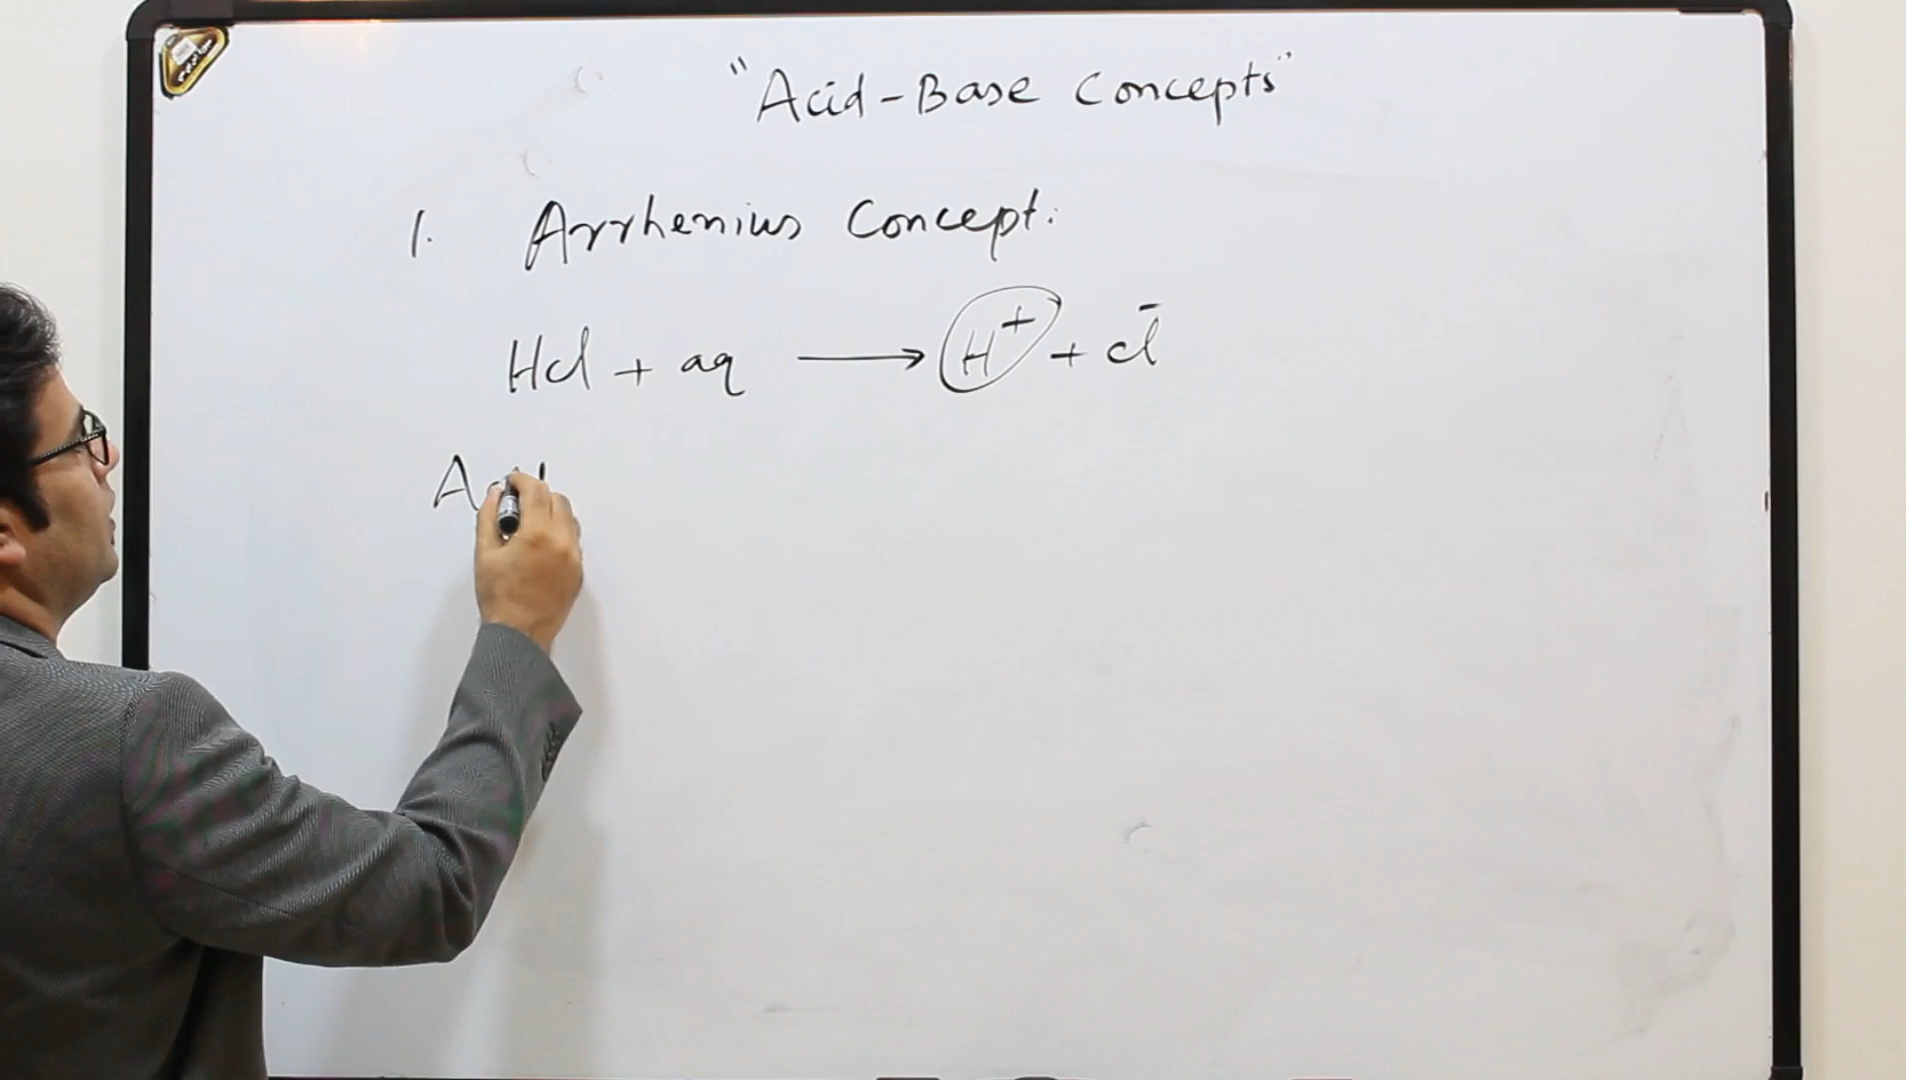 "Acid-Base Concepts"
1. Arrhenius Concept:
Hcl + aq ⟶ H⁺ + cl⁻